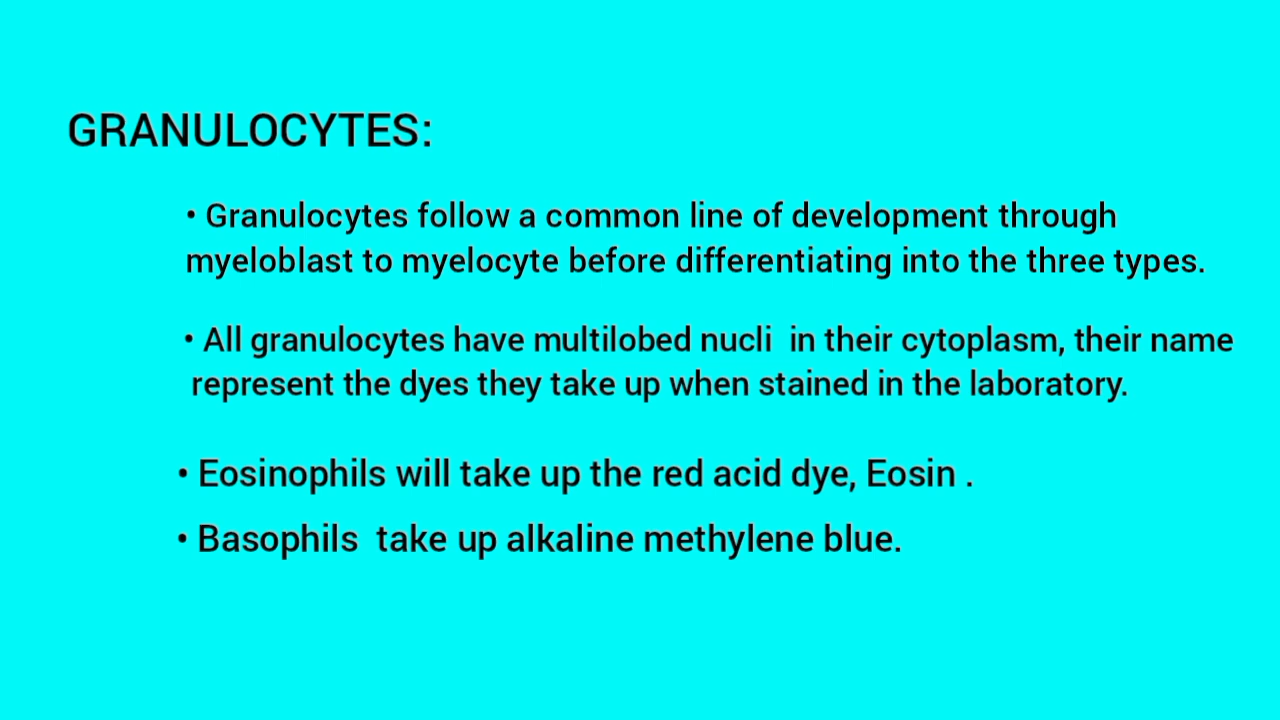 GRANULOCYTES:
• Granulocytes follow a common line of development through
myeloblast to myelocyte before differentiating into the three types.
• All granulocytes have multilobed nucli  in their cytoplasm, their name
represent the dyes they take up when stained in the laboratory.
• Eosinophils will take up the red acid dye, Eosin .
• Basophils  take up alkaline methylene blue.